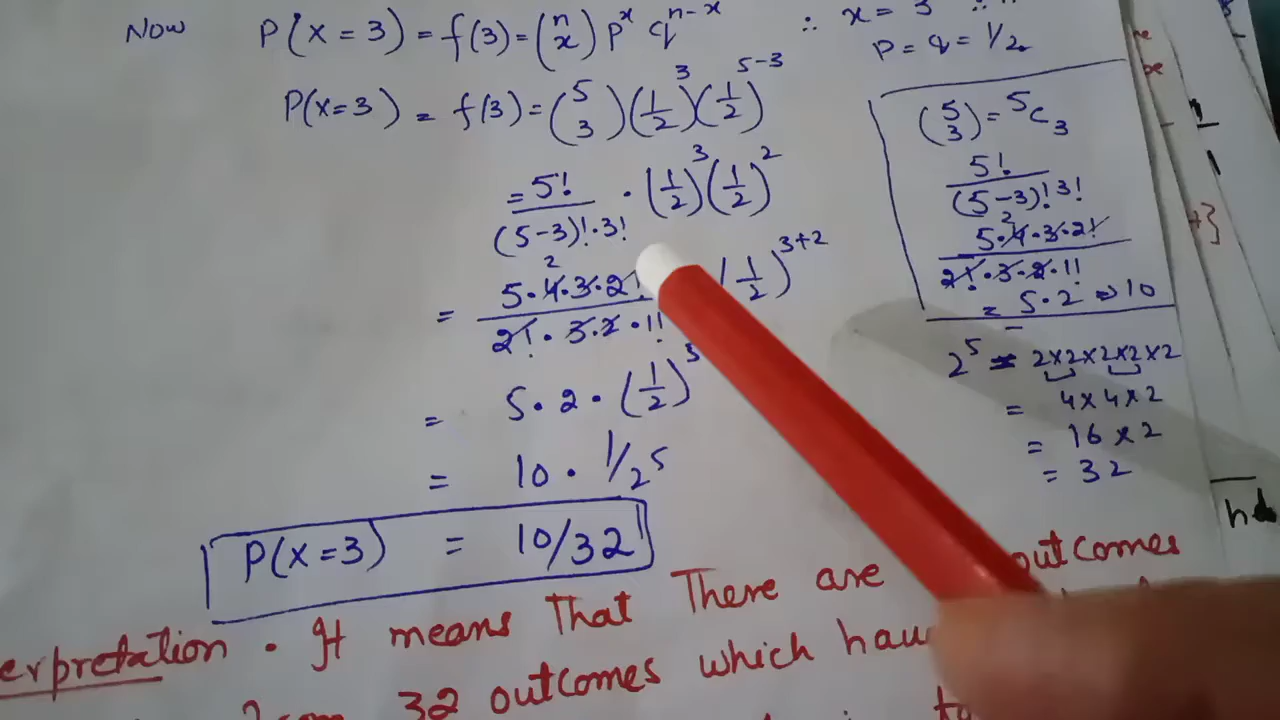 Now P(X = 3) = f(3) = (n x) p^x q^(n-x) ∴ x = 3
P = q = 1/2
P(X=3) = f(3) = (5 3) (1/2)^3 (1/2)^(5-3)
= 5! / (5-3)! · 3! · (1/2)^3 (1/2)^2
= 5·4·3·2! / 2! · 3·2 · 1! (1/2)^(3+2)
2
= 5 · 2 · (1/2)^5
= 10 · 1/2^5
P(X=3) = 10/32
(5 3) = 5C3
5! / (5-3)! 3!
2
5·4·3·2! / 2!·3·2·1!
= 5·2 ⇒ 10
2^5 = 2×2×2×2×2
= 4×4×2
= 16×2
= 32
erpretation · It means That There are outcomes
32 outcomes which hav